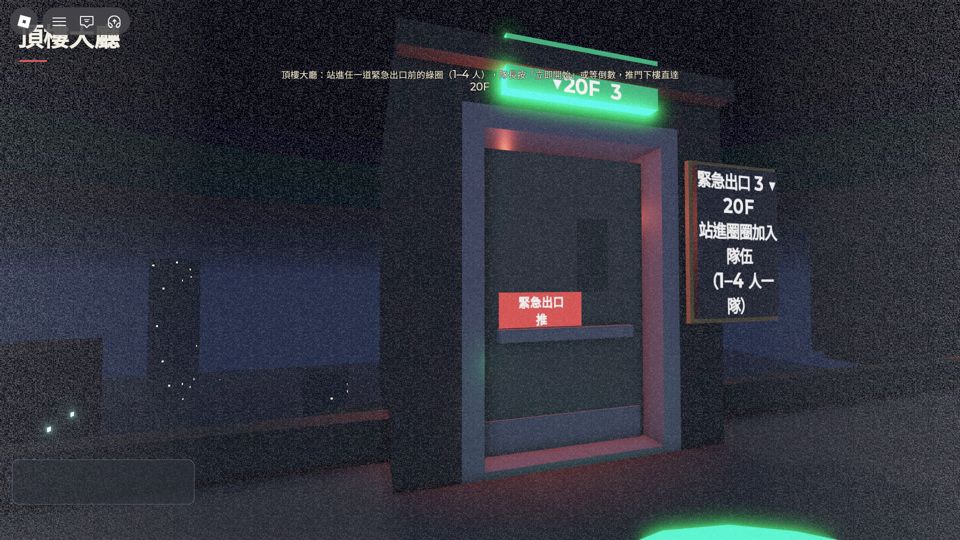 頂樓大廳
頂樓大廳：站進任一道緊急出口前的綠圈（1–4 人），隊長按「立即開始」或等倒數，推門下樓直達
20F
▼20F 3
緊急出口 3 ▼
20F
站進圈圈加入
隊伍
（1–4 人一
隊）
緊急出口
推